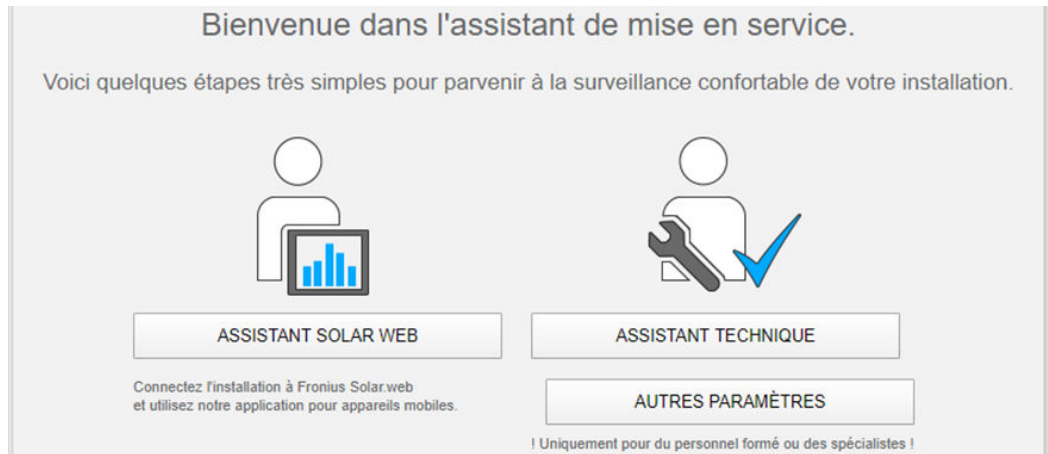 Bienvenue dans l'assistant de mise en service.
Voici quelques étapes très simples pour parvenir à la surveillance confortable de votre installation.
ASSISTANT SOLAR WEB
Connectez l'installation à Fronius Solar.web
et utilisez notre application pour appareils mobiles.
ASSISTANT TECHNIQUE
AUTRES PARAMÈTRES
! Uniquement pour du personnel formé ou des spécialistes !